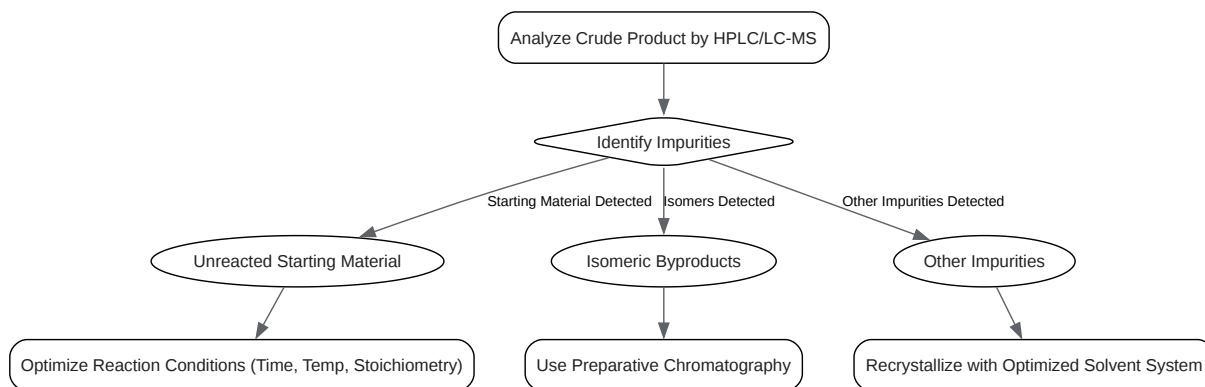 Analyze Crude Product by HPLC/LC-MS
Identify Impurities
Starting Material Detected
Isomers Detected
Other Impurities Detected
Unreacted Starting Material
Isomeric Byproducts
Other Impurities
Optimize Reaction Conditions (Time, Temp, Stoichiometry)
Use Preparative Chromatography
Recrystallize with Optimized Solvent System